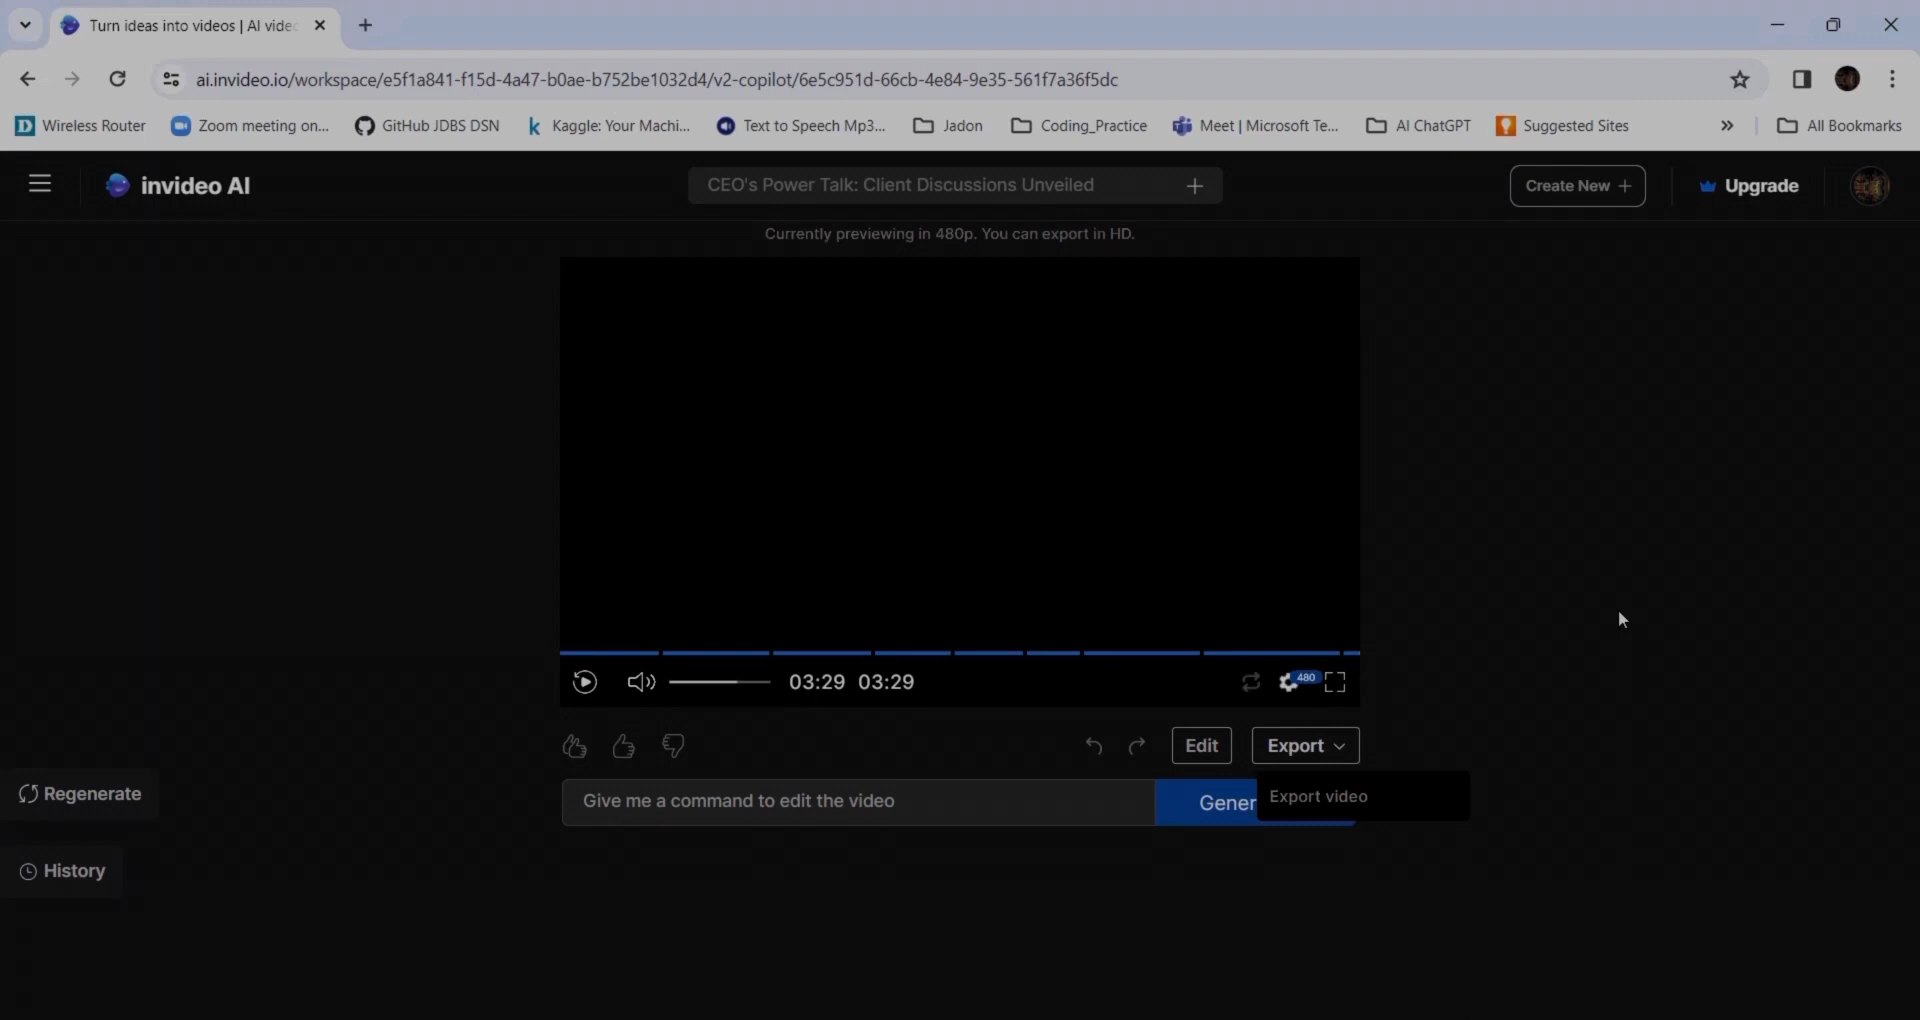 Turn ideas into videos | AI videc
ai.invideo.io/workspace/e5f1a841-f15d-4a47-b0ae-b752be1032d4/v2-copilot/6e5c951d-66cb-4e84-9e35-561f7a36f5dc
Wireless Router Zoom meeting on... GitHub JDBS DSN Kaggle: Your Machi... Text to Speech Mp3... Jadon Coding_Practice Meet | Microsoft Te... AI ChatGPT Suggested Sites » All Bookmarks
invideo AI CEO's Power Talk: Client Discussions Unveiled + Create New + Upgrade
Currently previewing in 480p. You can export in HD.
03:29 03:29 480
Edit Export
Regenerate
Give me a command to edit the video Gener Export video
History